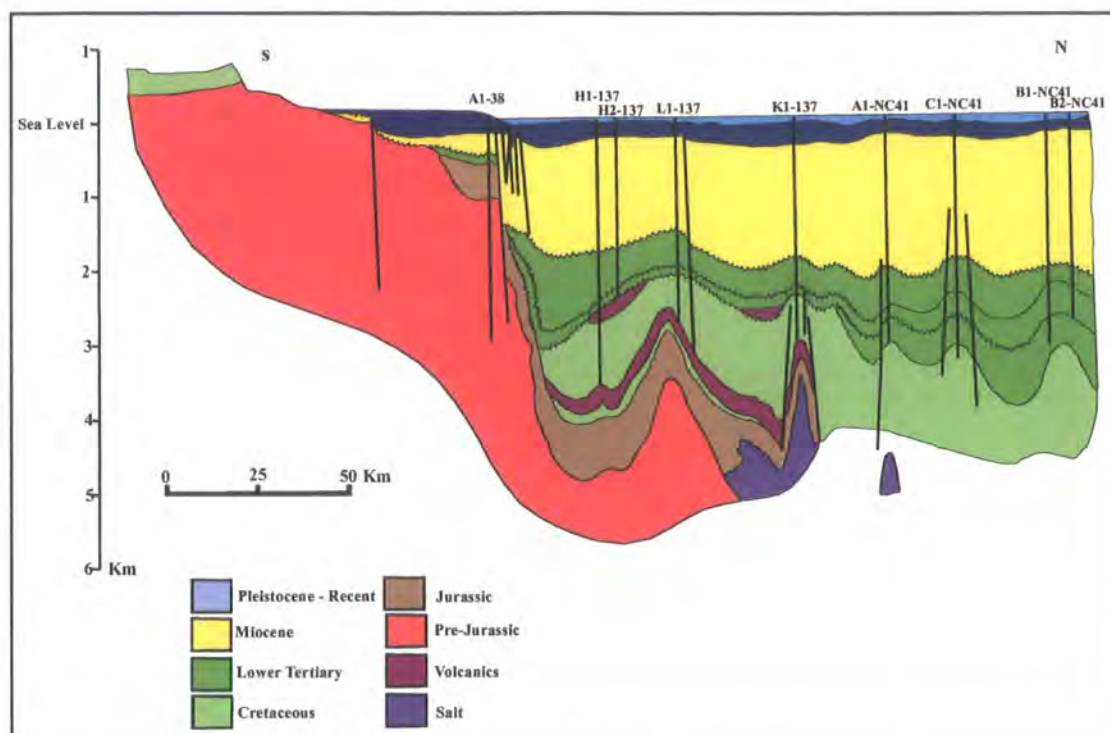 S
N
1
Sea Level
1
2
3
4
5
6 Km
A1-38
H1-137
H2-137
L1-137
K1-137
A1-NC41
C1-NC41
B1-NC41
B2-NC41
0 25 50 Km
Pleistocene - Recent
Miocene
Lower Tertiary
Cretaceous
Jurassic
Pre-Jurassic
Volcanics
Salt